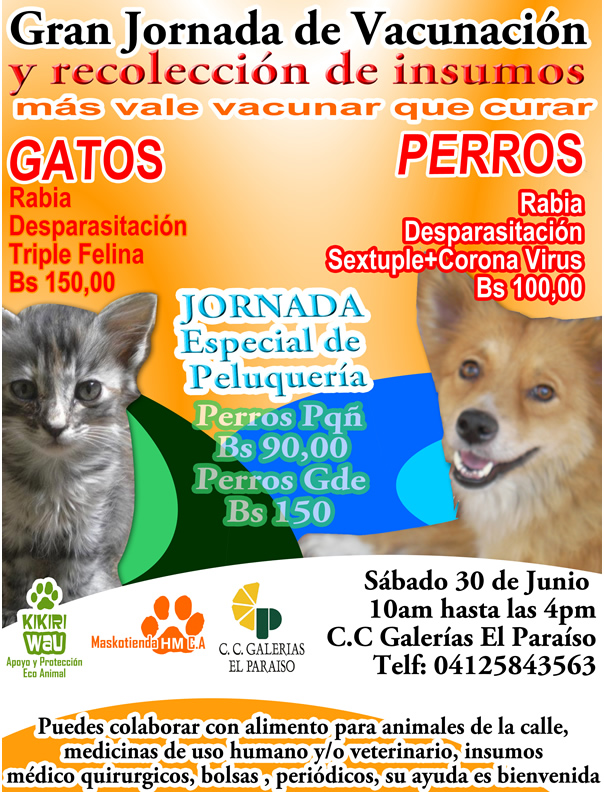 Gran Jornada de Vacunación
y recolección de insumos
más vale vacunar que curar
GATOS
Rabia
Desparasitación
Triple Felina
Bs 150,00
PERROS
Rabia
Desparasitación
Sextuple+Corona Virus
Bs 100,00
JORNADA
Especial de
Peluquería
Perros Pqñ
Bs 90,00
Perros Gde
Bs 150
Sábado 30 de Junio
10am hasta las 4pm
C.C Galerías El Paraíso
Telf: 04125843563
KIKIRI
WaU
Apoyo y Protección
Eco Animal
Maskotienda HM C.A
C. C. GALERIAS
EL PARAISO
Puedes colaborar con alimento para animales de la calle,
medicinas de uso humano y/o veterinario, insumos
médico quirurgicos, bolsas , periódicos, su ayuda es bienvenida